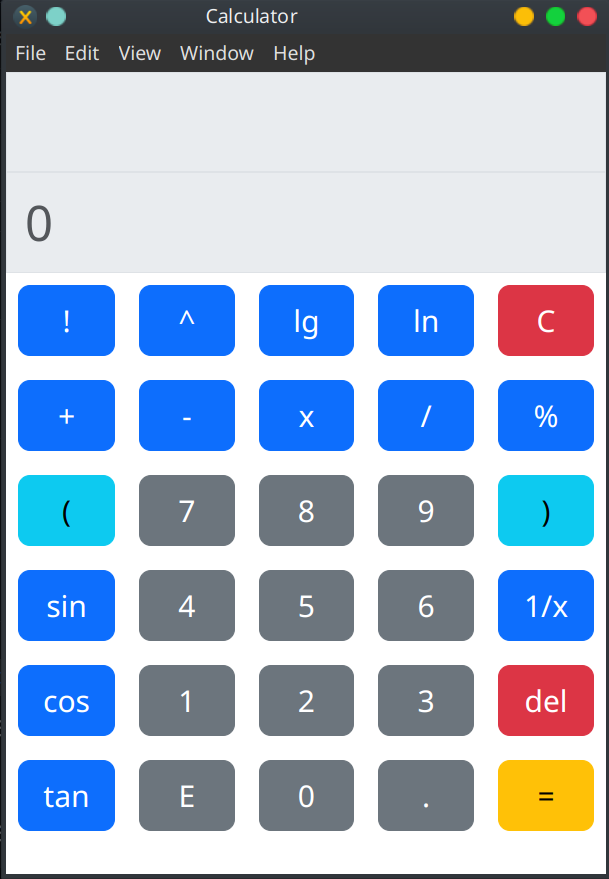 Calculator
File Edit View Window Help
0
! ^ lg ln C
+ - x / %
( 7 8 9 )
sin 4 5 6 1/x
cos 1 2 3 del
tan E 0 . =